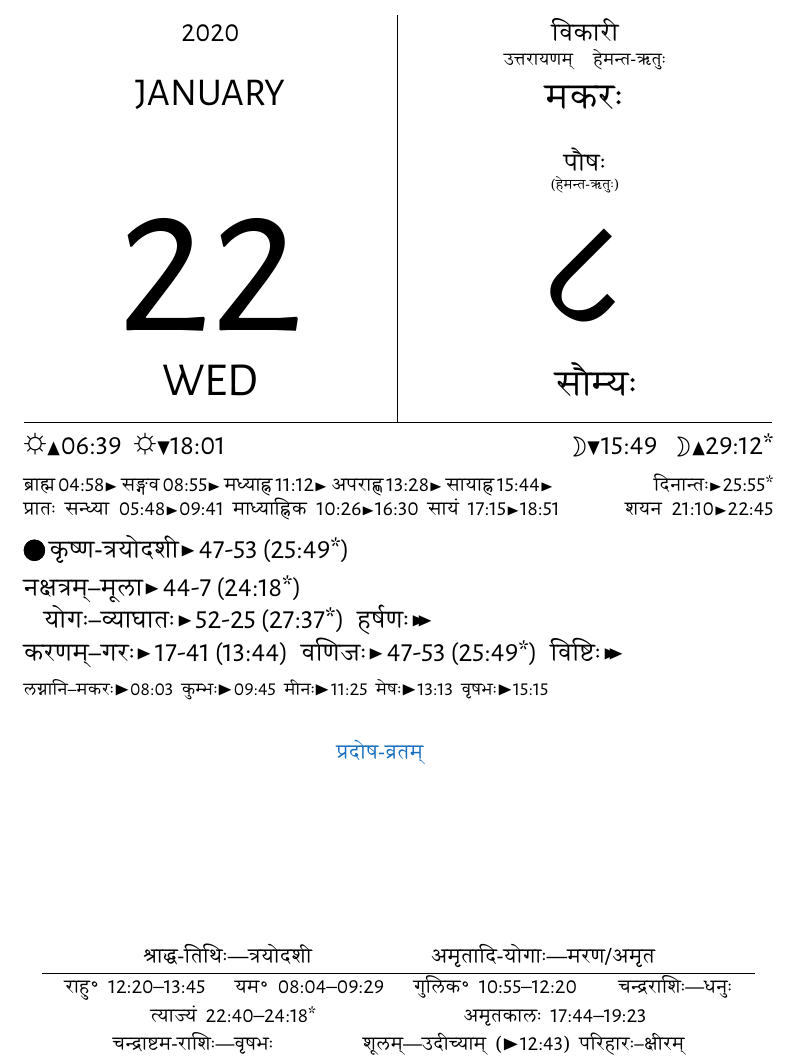 2020
JANUARY
22
WED
विकारी
उत्तरायणम् हेमन्त-ऋतुः
मकरः
पौषः
(हेमन्त-ऋतुः)
८
सौम्यः
☼▲06:39 ☼▼18:01 ☽▼15:49 ☽▲29:12*
ब्राह्म 04:58► सङ्गव 08:55► मध्याह्न 11:12► अपराह्ण 13:28► सायाह्न 15:44► दिनान्तः►25:55*
प्रातः सन्ध्या 05:48►09:41 माध्याह्निक 10:26►16:30 सायं 17:15►18:51 शयन 21:10►22:45
●कृष्ण-त्रयोदशी►47-53 (25:49*)
नक्षत्रम्–मूला►44-7 (24:18*)
योगः–व्याघातः►52-25 (27:37*) हर्षणः►►
करणम्–गरः►17-41 (13:44) वणिजः►47-53 (25:49*) विष्टिः►►
लग्नानि–मकरः►08:03 कुम्भः►09:45 मीनः►11:25 मेषः►13:13 वृषभः►15:15
प्रदोष-व्रतम्
श्राद्ध-तिथिः—त्रयोदशी अमृतादि-योगाः—मरण/अमृत
राहु° 12:20–13:45 यम° 08:04–09:29 गुलिक° 10:55–12:20 चन्द्रराशिः—धनुः
त्याज्यं 22:40–24:18* अमृतकालः 17:44–19:23
चन्द्राष्टम-राशिः—वृषभः शूलम्—उदीच्याम् (►12:43) परिहारः–क्षीरम्